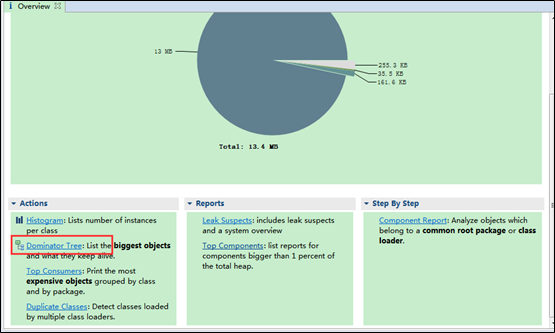 i Overview
13 MB
255.3 KB
35.5 KB
161.6 KB
Total: 13.4 MB
Actions
Histogram: Lists number of instances
per class
Dominator Tree: List the biggest objects
and what they keep alive.
Top Consumers: Print the most
expensive objects grouped by class
and by package.
Duplicate Classes: Detect classes loaded
by multiple class loaders.
Reports
Leak Suspects: includes leak suspects
and a system overview
Top Components: list reports for
components bigger than 1 percent of
the total heap.
Step By Step
Component Report: Analyze objects which
belong to a common root package or class
loader.